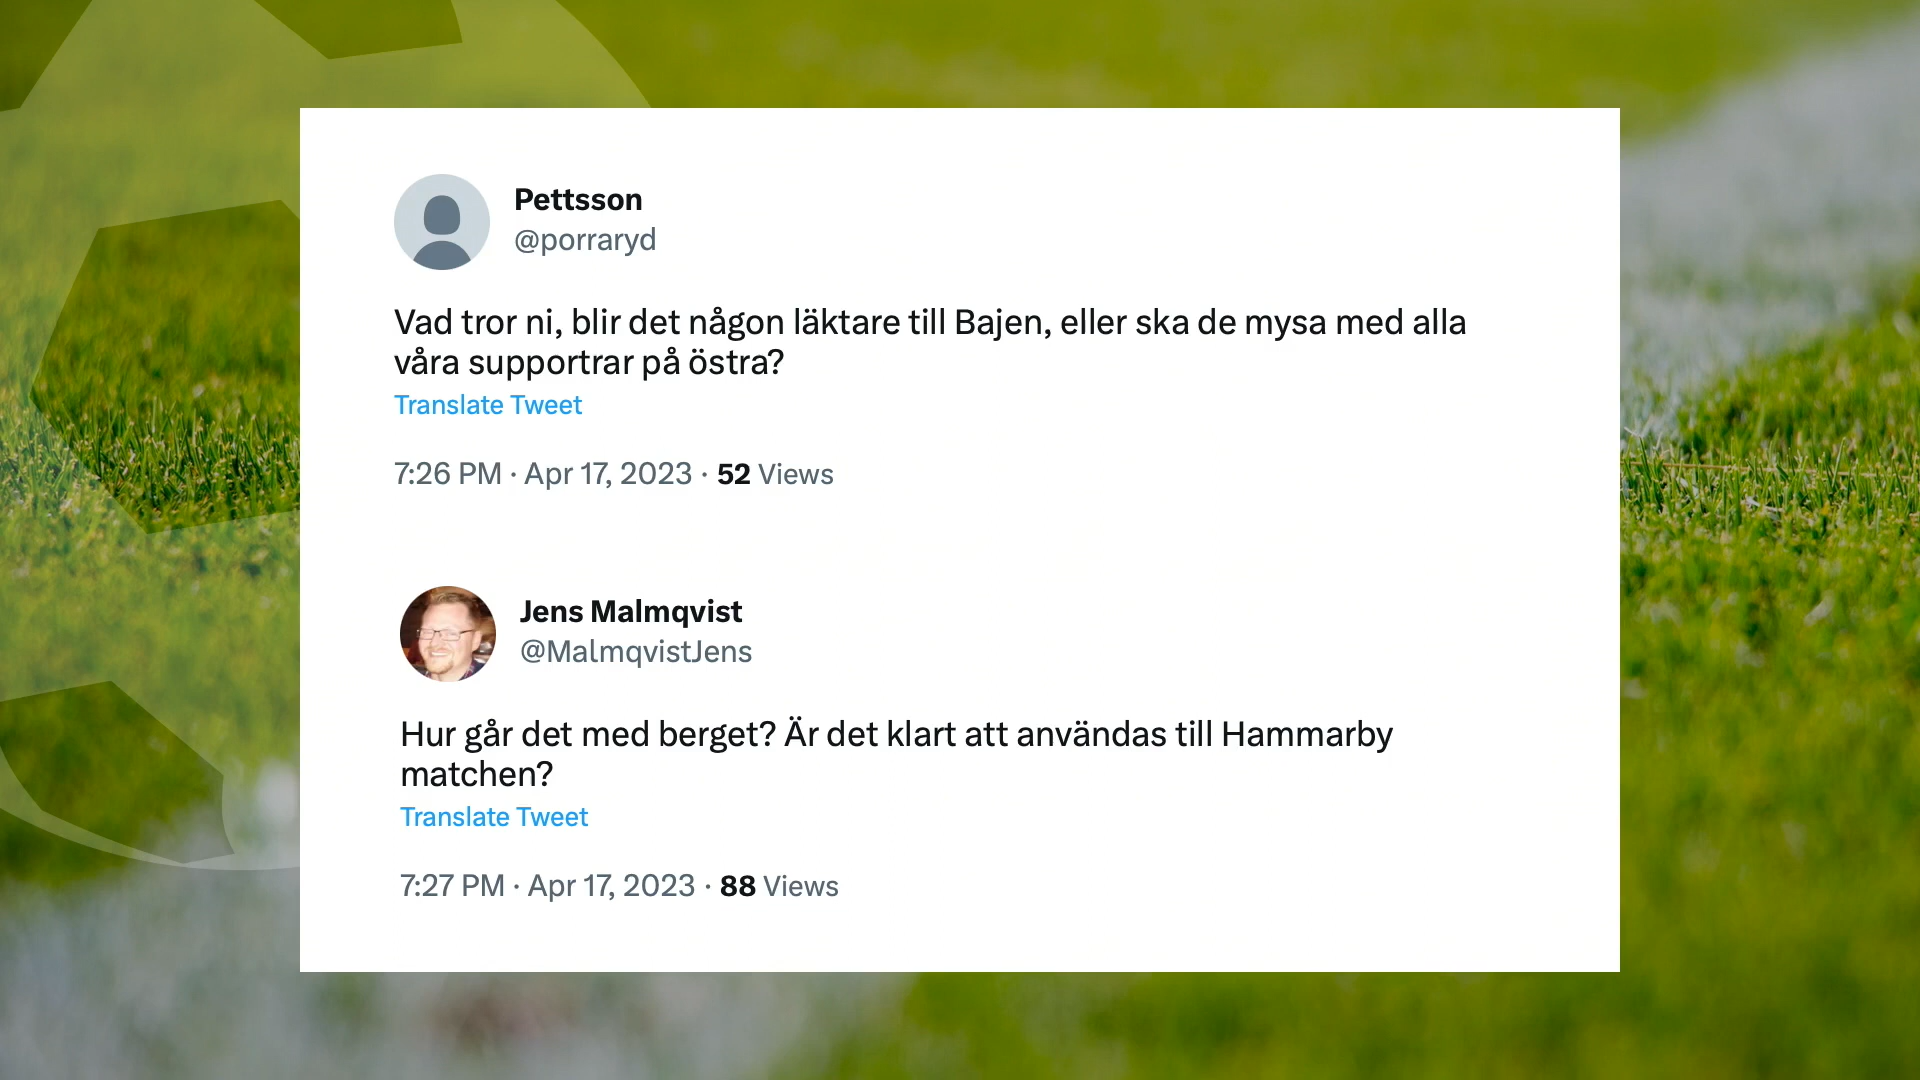 Pettsson
@porraryd
Vad tror ni, blir det någon läktare till Bajen, eller ska de mysa med alla
våra supportrar på östra?
Translate Tweet
7:26 PM · Apr 17, 2023 · 52 Views
Jens Malmqvist
@MalmqvistJens
Hur går det med berget? Är det klart att användas till Hammarby
matchen?
Translate Tweet
7:27 PM · Apr 17, 2023 · 88 Views